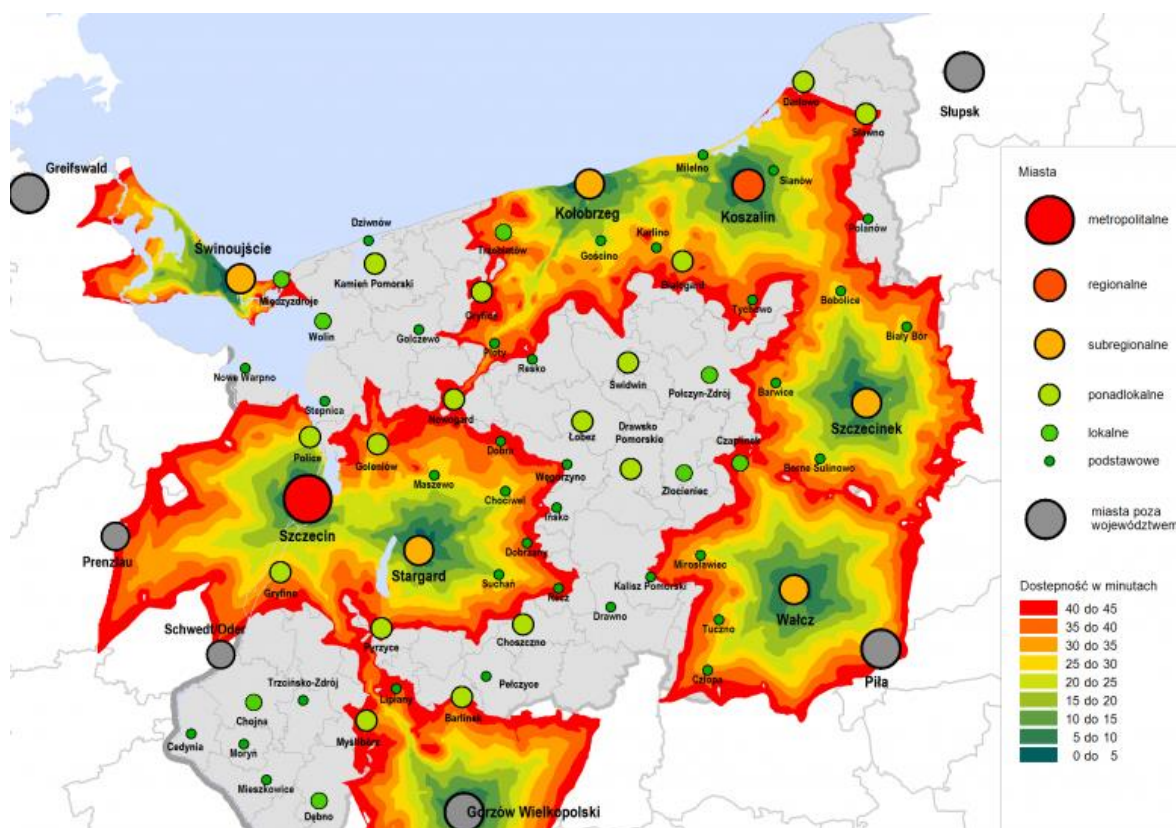 Darłowo
Słupsk
Sławno
Greifswald
Mielno
Sianów
Kołobrzeg
Koszalin
Dziwnów
Polanów
Świnoujście
Trzebiatów
Karlino
Gościno
Kamień Pomorski
Białogard
Międzyzdroje
Gryfice
Bobolice
Tychowo
Wolin
Golczewo
Biały Bór
Płoty
Resko
Nowe Warpno
Świdwin
Połczyn-Zdrój
Barwice
Stepnica
Nowogard
Szczecinek
Łobez
Drawsko
Pomorskie
Czaplinek
Police
Goleniów
Dobra
Węgorzyno
Borne Sulinowo
Maszewo
Złocieniec
Chociwel
Ińsko
Szczecin
Prenzlau
Dobrzany
Mirosławiec
Stargard
Suchań
Kalisz Pomorski
Gryfino
Recz
Drawno
Wałcz
Schwedt/Oder
Choszczno
Tuczno
Pyrzyce
Człopa
Piła
Trzcińsko-Zdrój
Pełczyce
Lipiany
Chojna
Barlinek
Myślibórz
Cedynia
Moryń
Mieszkowice
Gorzów Wielkopolski
Dębno
Miasta
metropolitalne
regionalne
subregionalne
ponadlokalne
lokalne
podstawowe
miasta poza
województwem
Dostępność w minutach
40 do 45
35 do 40
30 do 35
25 do 30
20 do 25
15 do 20
10 do 15
5 do 10
0 do 5